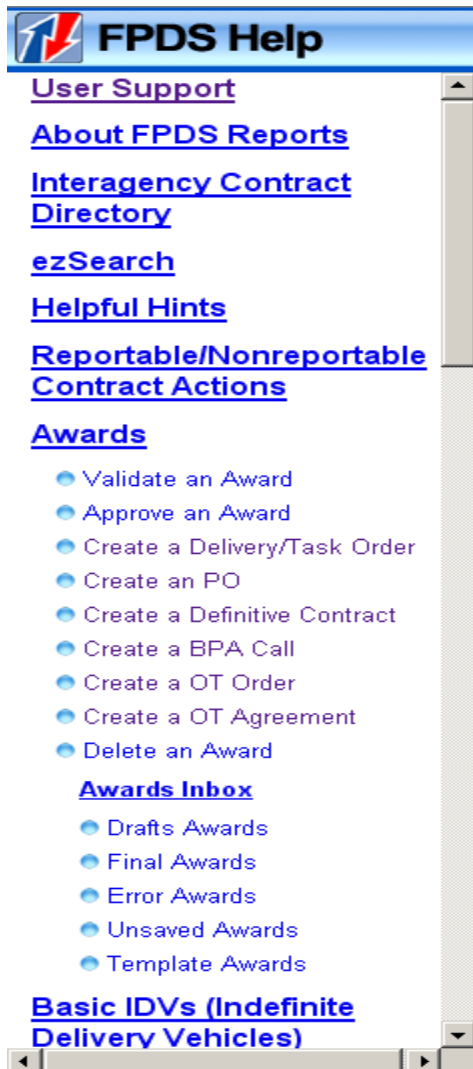 FPDS Help
User Support
About FPDS Reports
Interagency Contract
Directory
ezSearch
Helpful Hints
Reportable/Nonreportable
Contract Actions
Awards
Validate an Award
Approve an Award
Create a Delivery/Task Order
Create an PO
Create a Definitive Contract
Create a BPA Call
Create a OT Order
Create a OT Agreement
Delete an Award
Awards Inbox
Drafts Awards
Final Awards
Error Awards
Unsaved Awards
Template Awards
Basic IDVs (Indefinite
Delivery Vehicles)